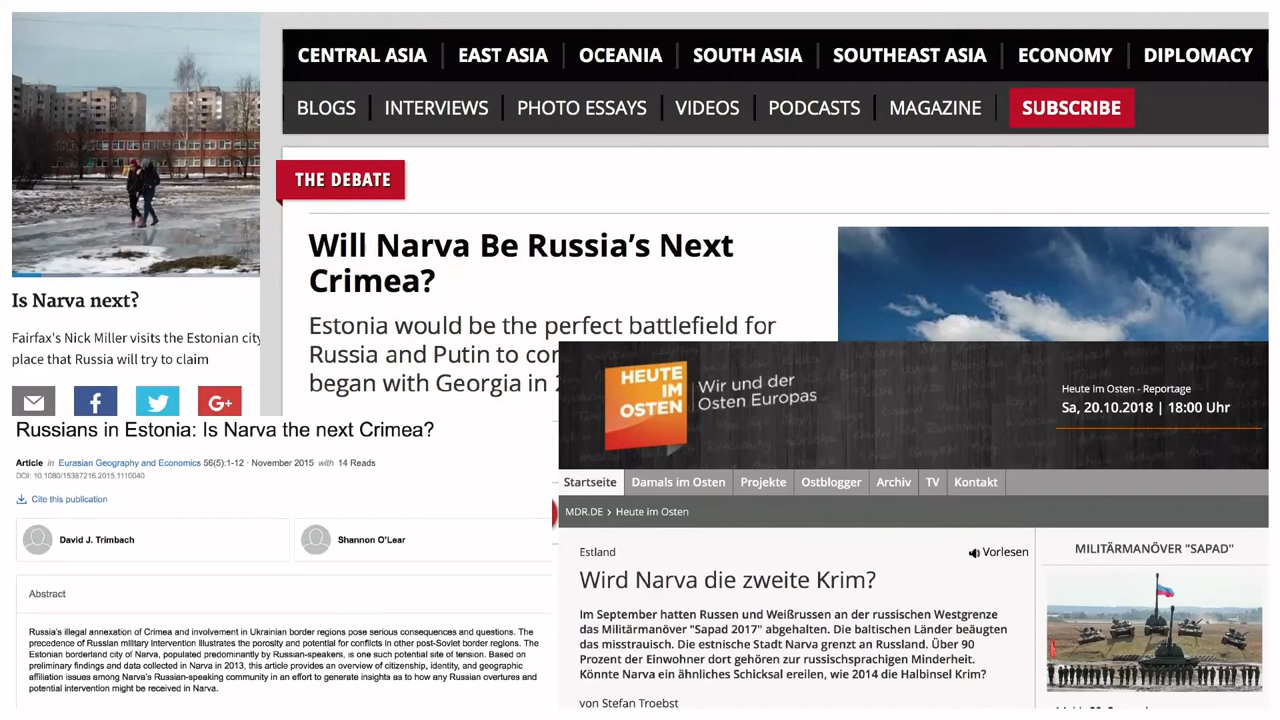 CENTRAL ASIA EAST ASIA OCEANIA SOUTH ASIA SOUTHEAST ASIA ECONOMY DIPLOMACY
BLOGS INTERVIEWS PHOTO ESSAYS VIDEOS PODCASTS MAGAZINE SUBSCRIBE
THE DEBATE
Will Narva Be Russia's Next
Crimea?
Estonia would be the perfect battlefield for
Russia and Putin to
began with Georgia in
Is Narva next?
Fairfax's Nick Miller visits the Estonian city
place that Russia will try to claim
f
G+
Russians in Estonia: Is Narva the next Crimea?
Article in Eurasian Geography and Economics 56(5):1-12 · November 2015 with 14 Reads
DOI: 10.1080/15387216.2015.1110040
Cite this publication
David J. Trimbach
Shannon O'Lear
Abstract
Russia's illegal annexation of Crimea and involvement in Ukrainian border regions pose serious consequences and questions. The
precedence of Russian military intervention illustrates the porosity and potential for conflicts in other post-Soviet border regions. The
Estonian borderland city of Narva, populated predominantly by Russian-speakers, is one such potential site of tension. Based on
preliminary findings and data collected in Narva in 2013, this article provides an overview of citizenship, identity, and geographic
affiliation issues among Narva's Russian-speaking community in an effort to generate insights as to how any Russian overtures and
potential intervention might be received in Narva.
HEUTE
IM
OSTEN
Wir und der
Osten Europas
Heute Im Osten - Reportage
Sa, 20.10.2018 | 18:00 Uhr
Startseite Damals im Osten Projekte Ostblogger Archiv TV Kontakt
MDR.DE > Heute im Osten
Estland
Vorlesen
Wird Narva die zweite Krim?
Im September hatten Russen und Weißrussen an der russischen Westgrenze
das Militärmanöver "Sapad 2017" abgehalten. Die baltischen Länder beäugten
das misstrauisch. Die estnische Stadt Narva grenzt an Russland. Über 90
Prozent der Einwohner dort gehören zur russischsprachigen Minderheit.
Könnte Narva ein ähnliches Schicksal ereilen, wie 2014 die Halbinsel Krim?
von Stefan Troebst
MILITÄRMANÖVER "SAPAD"